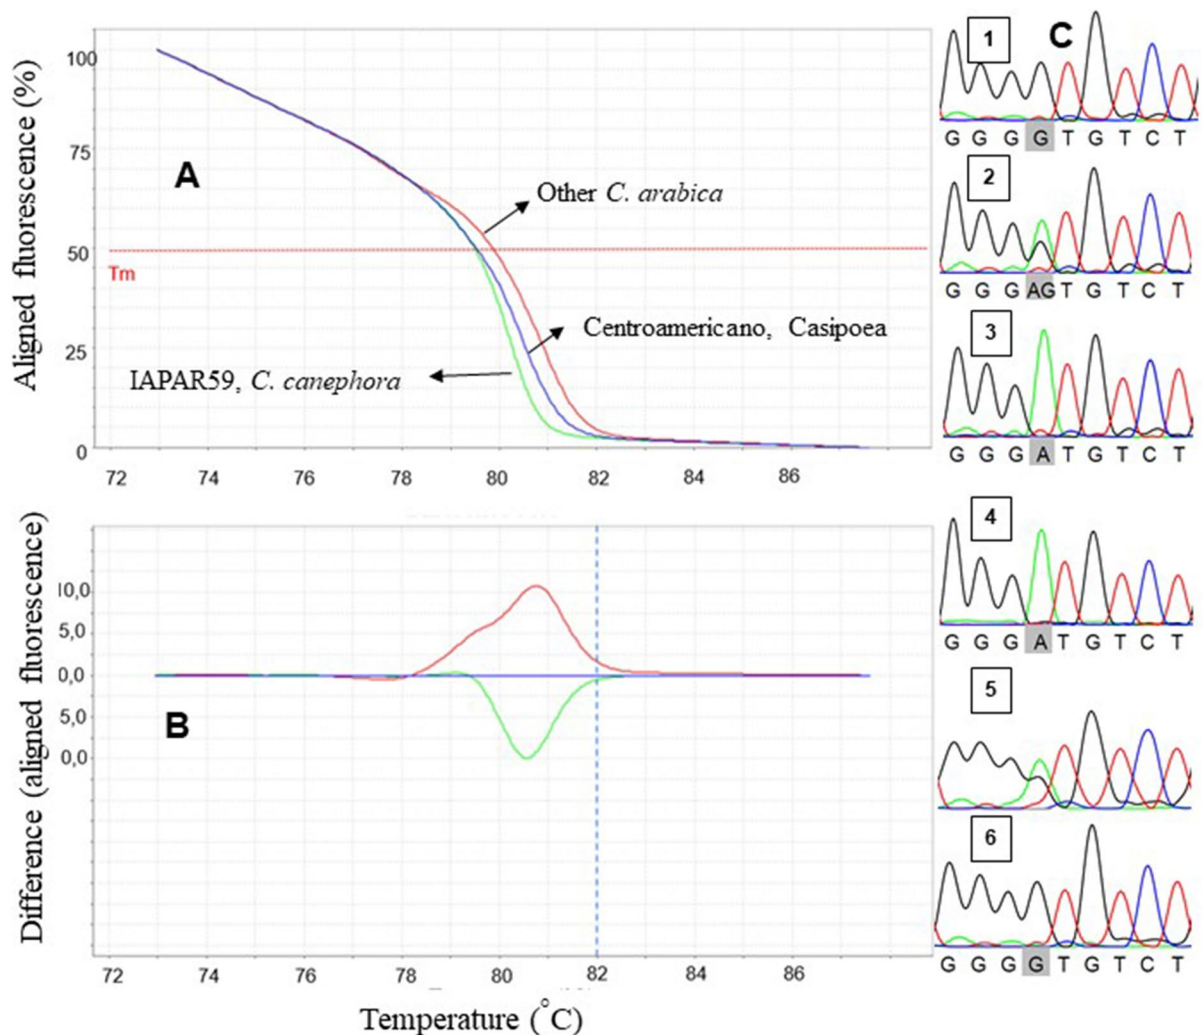 Aligned fluorescence (%)
100
75
50
25
0
A
Tm
Other C. arabica
Centroamericano, Casipoea
IAPAR59, C. canephora
72 74 76 78 80 82 84 86
Difference (aligned fluorescence)
10,0
5,0
0,0
5,0
0,0
B
72 74 76 78 80 82 84 86
Temperature (°C)
C
1
G G G G T G T C T
2
G G G AG T G T C T
3
G G G A T G T C T
4
G G G A T G T C T
5
6
G G G G T G T C T